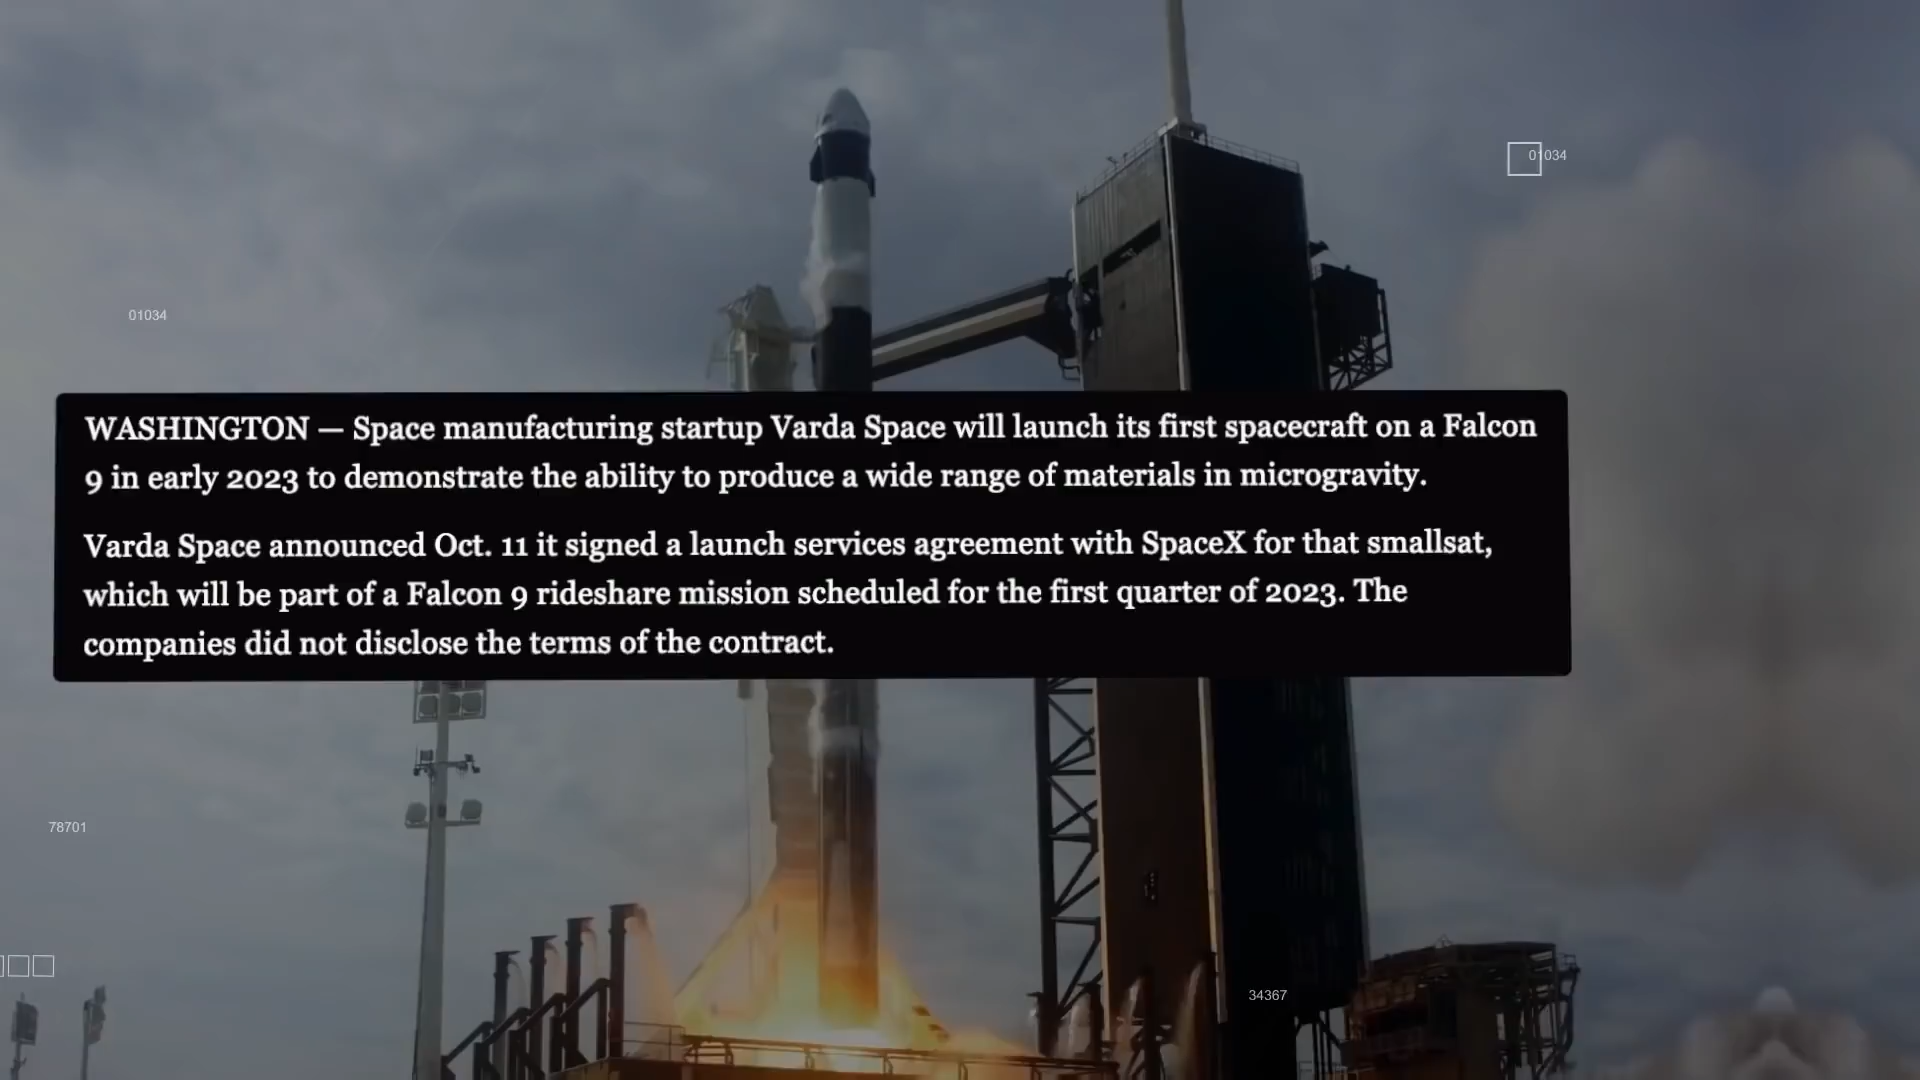 01034
01034
WASHINGTON — Space manufacturing startup Varda Space will launch its first spacecraft on a Falcon
9 in early 2023 to demonstrate the ability to produce a wide range of materials in microgravity.
Varda Space announced Oct. 11 it signed a launch services agreement with SpaceX for that smallsat,
which will be part of a Falcon 9 rideshare mission scheduled for the first quarter of 2023. The
companies did not disclose the terms of the contract.
78701
34367